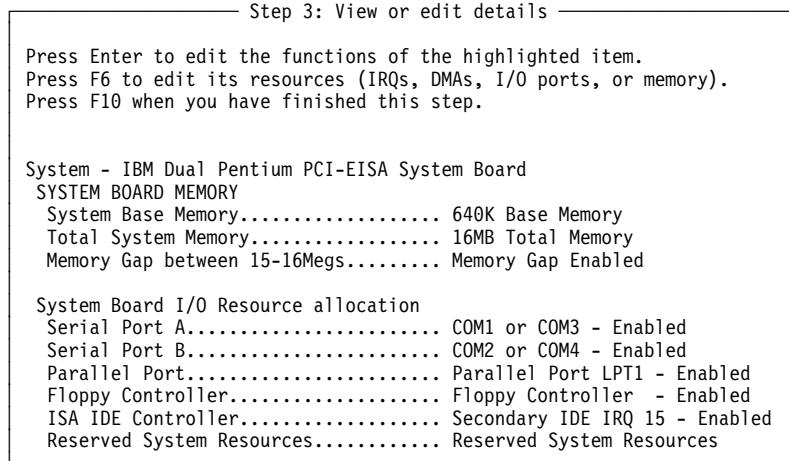 Step 3: View or edit details
Press Enter to edit the functions of the highlighted item.
Press F6 to edit its resources (IRQs, DMAs, I/O ports, or memory).
Press F10 when you have finished this step.
System - IBM Dual Pentium PCI-EISA System Board
SYSTEM BOARD MEMORY
System Base Memory................... 640K Base Memory
Total System Memory.................. 16MB Total Memory
Memory Gap between 15-16Megs......... Memory Gap Enabled
System Board I/O Resource allocation
Serial Port A........................ COM1 or COM3 - Enabled
Serial Port B........................ COM2 or COM4 - Enabled
Parallel Port........................ Parallel Port LPT1 - Enabled
Floppy Controller.................... Floppy Controller  - Enabled
ISA IDE Controller................... Secondary IDE IRQ 15 - Enabled
Reserved System Resources............ Reserved System Resources